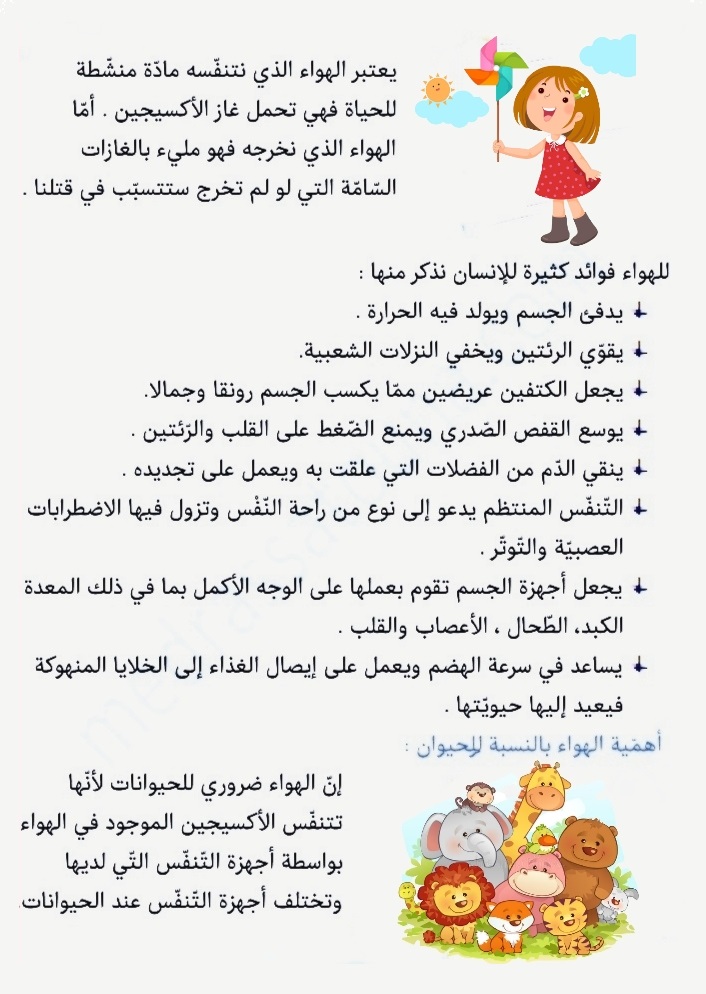 يعتبر الهواء الذي نتنفّسه مادّة منشّطة
للحياة فهي تحمل غاز الأكسيجين . أمّا
الهواء الذي نخرجه فهو مليء بالغازات
السّامّة التي لو لم تخرج ستتسبّب في قتلنا .
للهواء فوائد كثيرة للإنسان نذكر منها :
يدفئ الجسم ويولد فيه الحرارة .
يقوّي الرئتين ويخفي النزلات الشعبية.
يجعل الكتفين عريضين ممّا يكسب الجسم رونقا وجمالا.
يوسع القفص الصّدري ويمنع الضّغط على القلب والرّئتين .
ينقي الدّم من الفضلات التي علقت به ويعمل على تجديده .
التّنفّس المنتظم يدعو إلى نوع من راحة النّفْس وتزول فيها الاضطرابات
العصبيّة والتّوتّر .
يجعل أجهزة الجسم تقوم بعملها على الوجه الأكمل بما في ذلك المعدة
الكبد، الطّحال ، الأعصاب والقلب .
يساعد في سرعة الهضم ويعمل على إيصال الغذاء إلى الخلايا المنهوكة
فيعيد إليها حيويّتها .
أهمّية الهواء بالنسبة للحيوان :
إنّ الهواء ضروري للحيوانات لأنّها
تتنفّس الأكسيجين الموجود في الهواء
بواسطة أجهزة التّنفّس التّي لديها
وتختلف أجهزة التّنفّس عند الحيوانات.